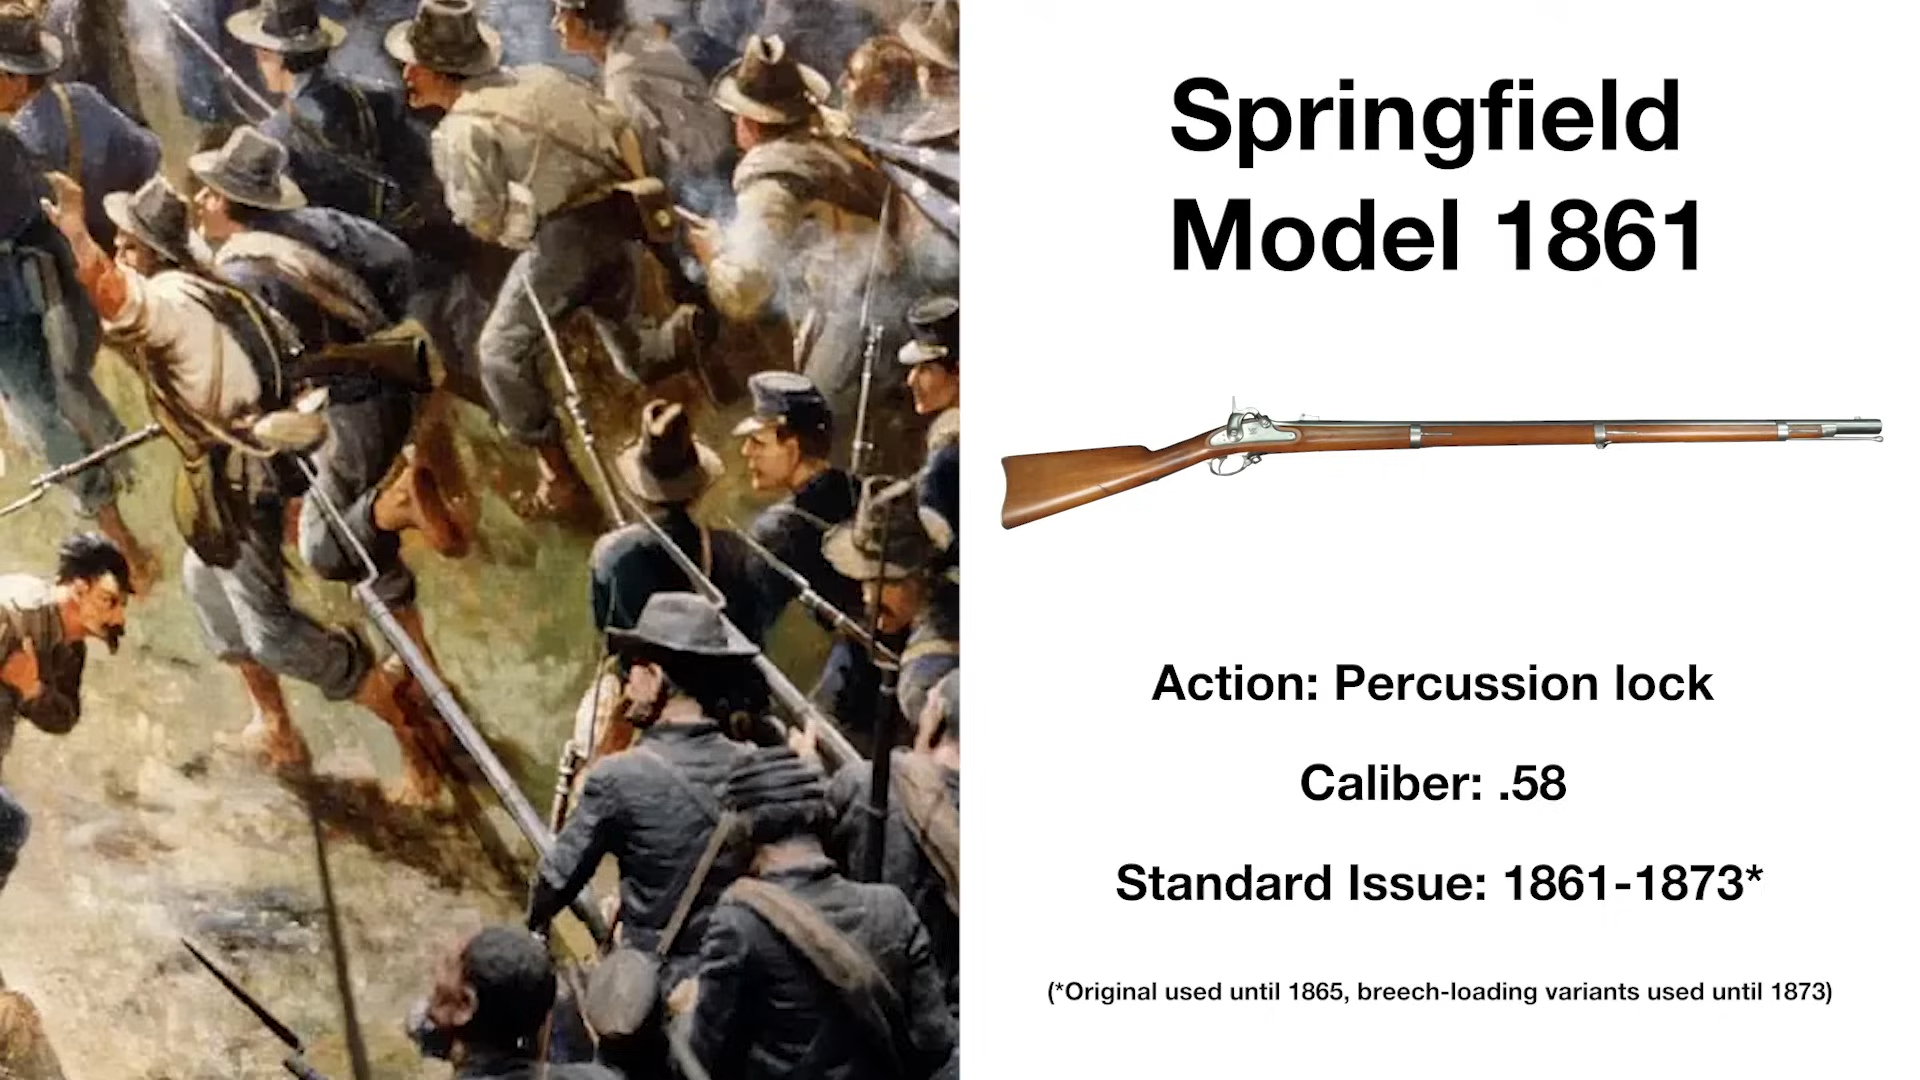 Springfield
Model 1861
Action: Percussion lock
Caliber: .58
Standard Issue: 1861-1873*
(*Original used until 1865, breech-loading variants used until 1873)